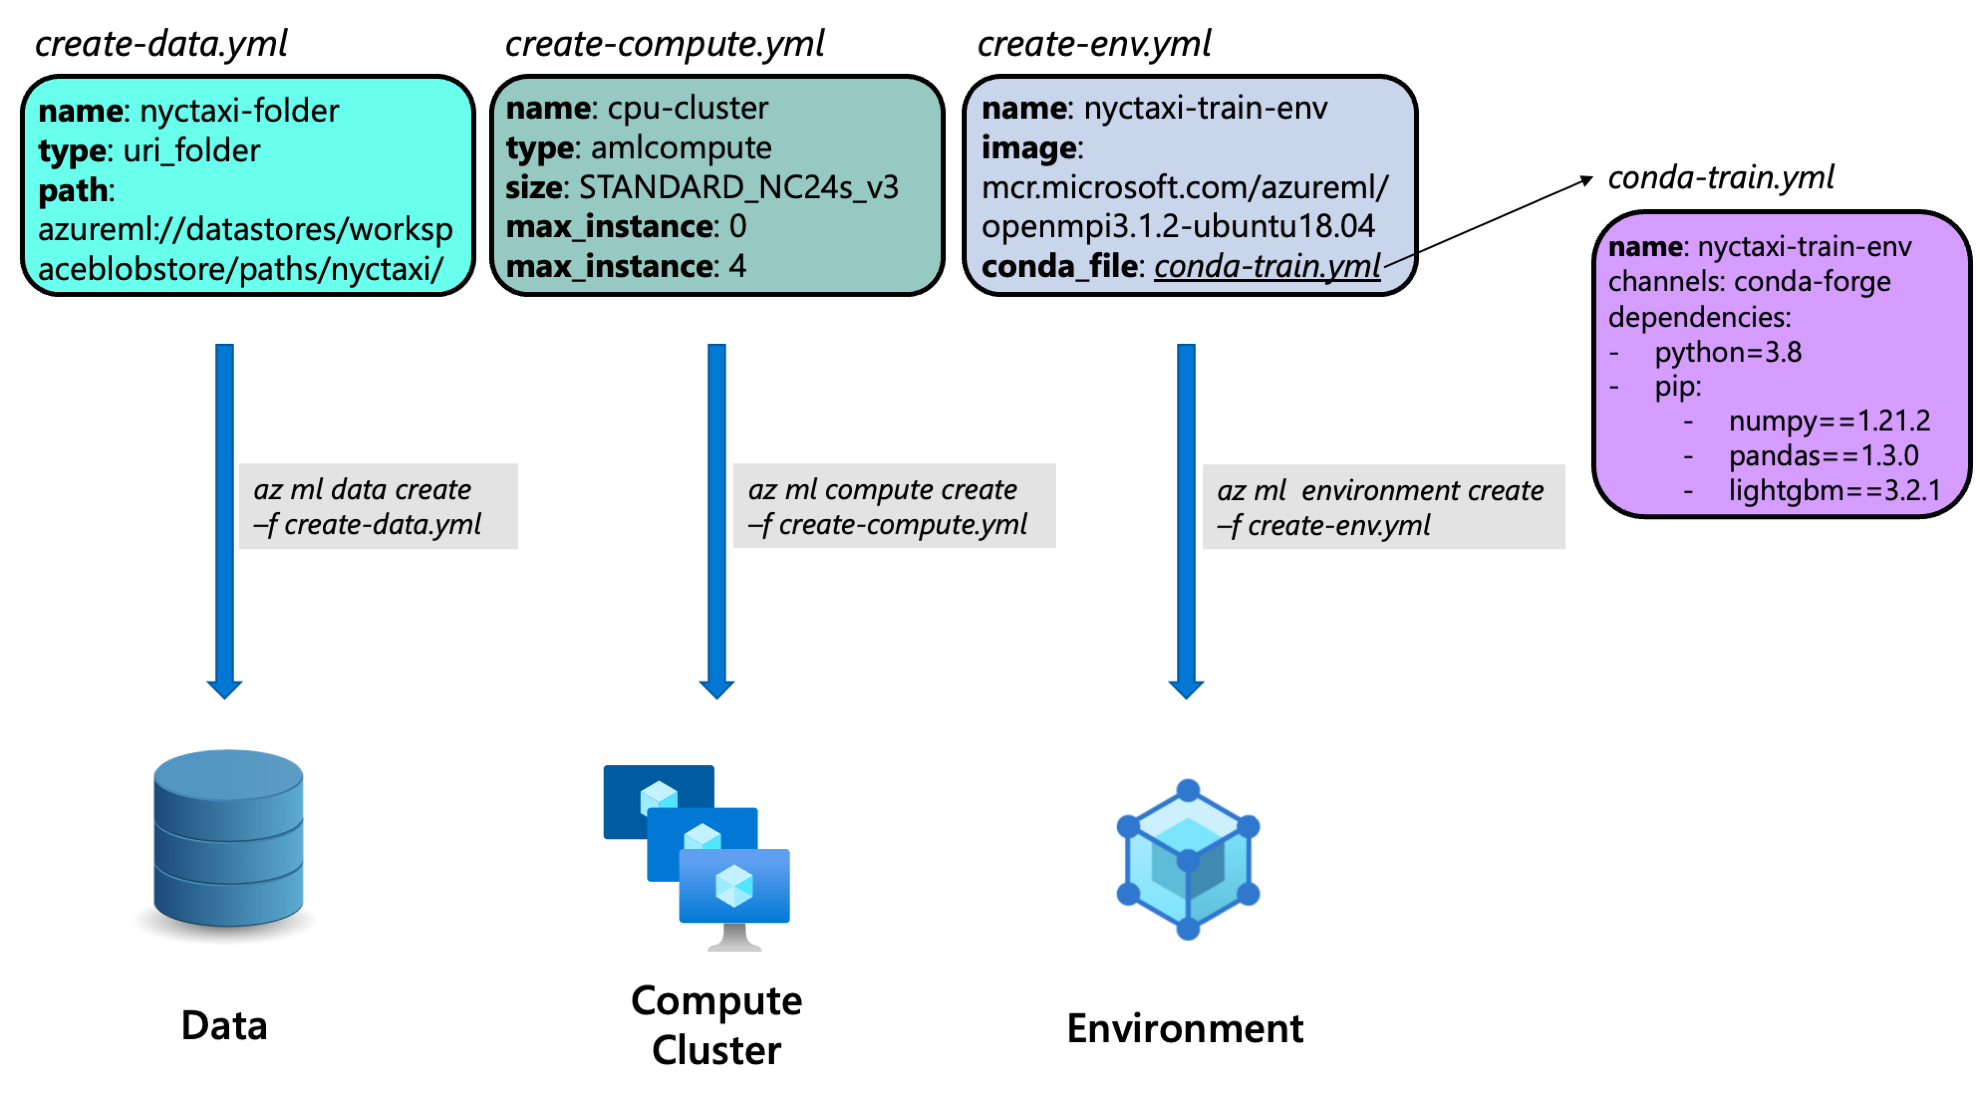 create-data.yml
name: nyctaxi-folder
type: uri_folder
path:
azureml://datastores/worksp
aceblobstore/paths/nyctaxi/
create-compute.yml
name: cpu-cluster
type: amlcompute
size: STANDARD_NC24s_v3
max_instance: 0
max_instance: 4
create-env.yml
name: nyctaxi-train-env
image:
mcr.microsoft.com/azureml/
openmpi3.1.2-ubuntu18.04
conda_file: conda-train.yml
conda-train.yml
name: nyctaxi-train-env
channels: conda-forge
dependencies:
- python=3.8
- pip:
- numpy==1.21.2
- pandas==1.3.0
- lightgbm==3.2.1
az ml data create
–f create-data.yml
az ml compute create
–f create-compute.yml
az ml  environment create
–f create-env.yml
Data
Compute
Cluster
Environment